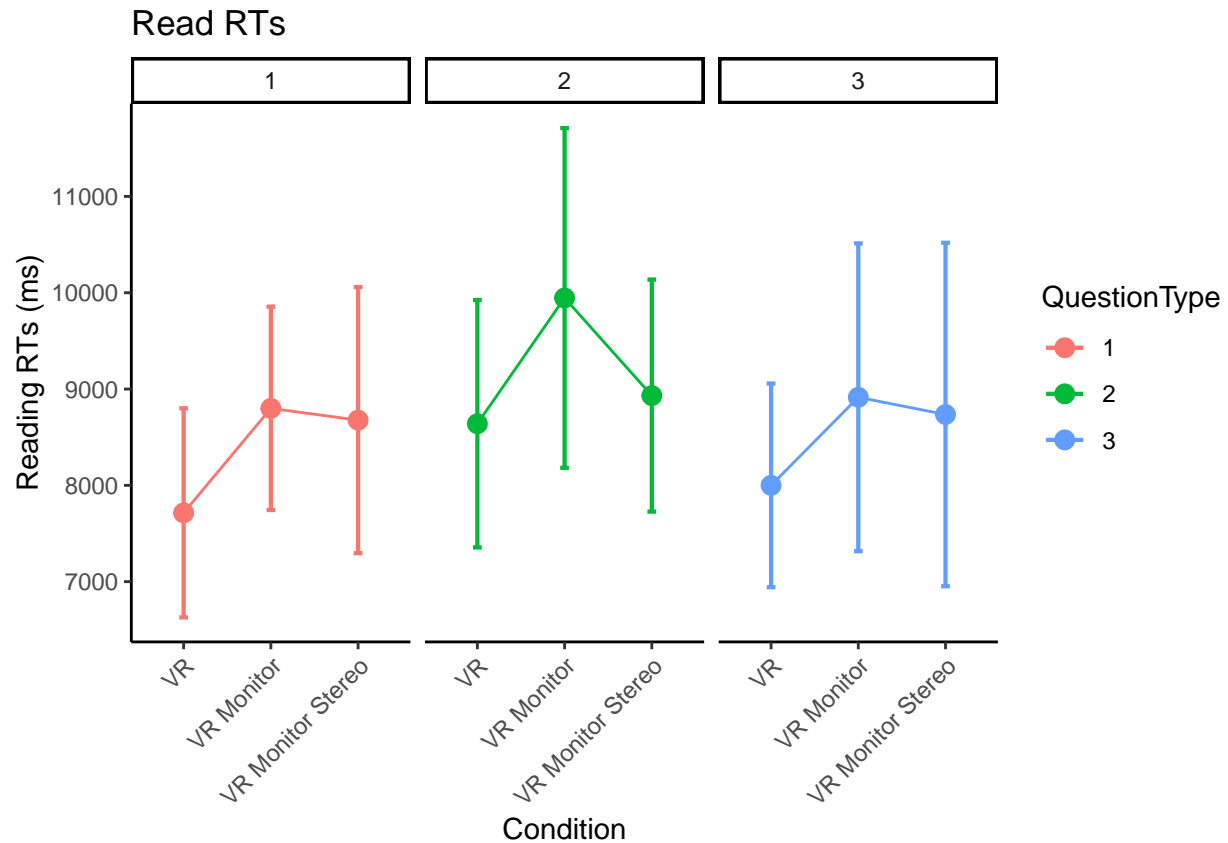 Read RTs
1
2
3
11000
10000
9000
8000
7000
Reading RTs (ms)
VR
VR Monitor
VR Monitor Stereo
VR
VR Monitor
VR Monitor Stereo
VR
VR Monitor
VR Monitor Stereo
Condition
QuestionType
1
2
3